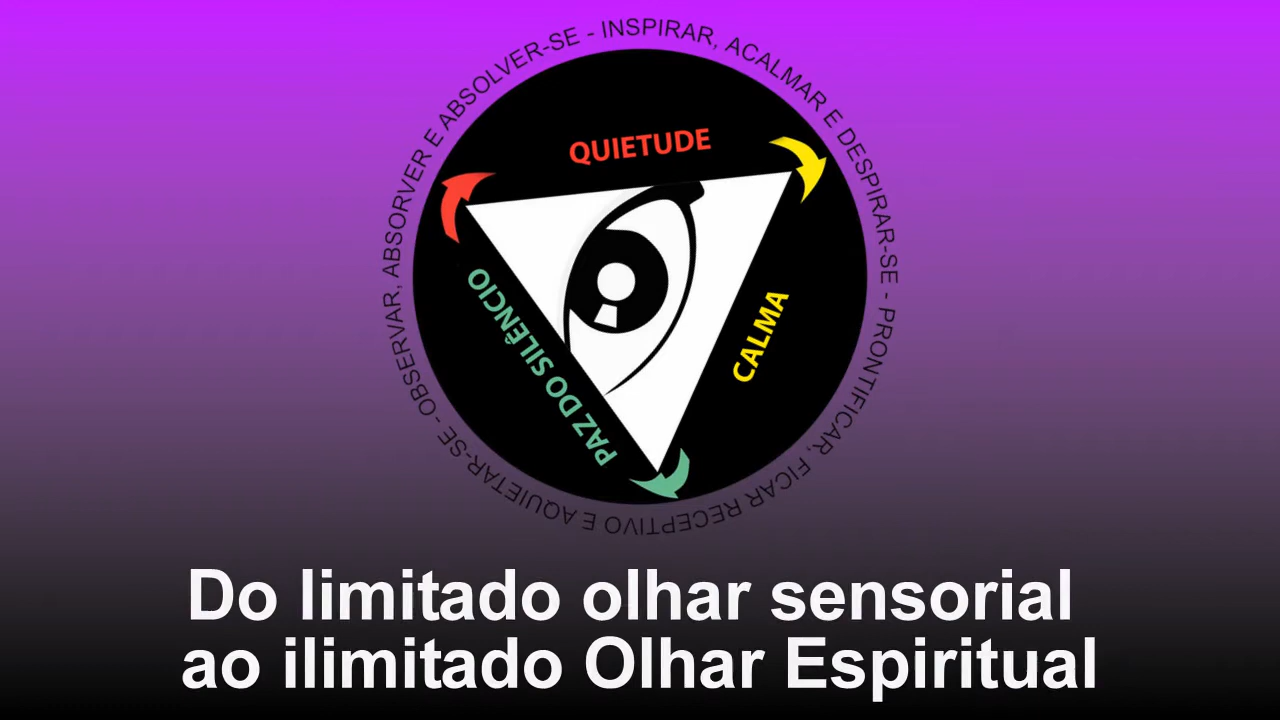 OBSERVAR, ABSORVER E ABSOLVER-SE - INSPIRAR, ACALMAR E DESPIRAR-SE - PRONTIFICAR, FICAR RECEPTIVO E AQUIETAR-SE -
QUIETUDE
CALMA
PAZ DO SILÊNCIO
Do limitado olhar sensorial
ao ilimitado Olhar Espiritual